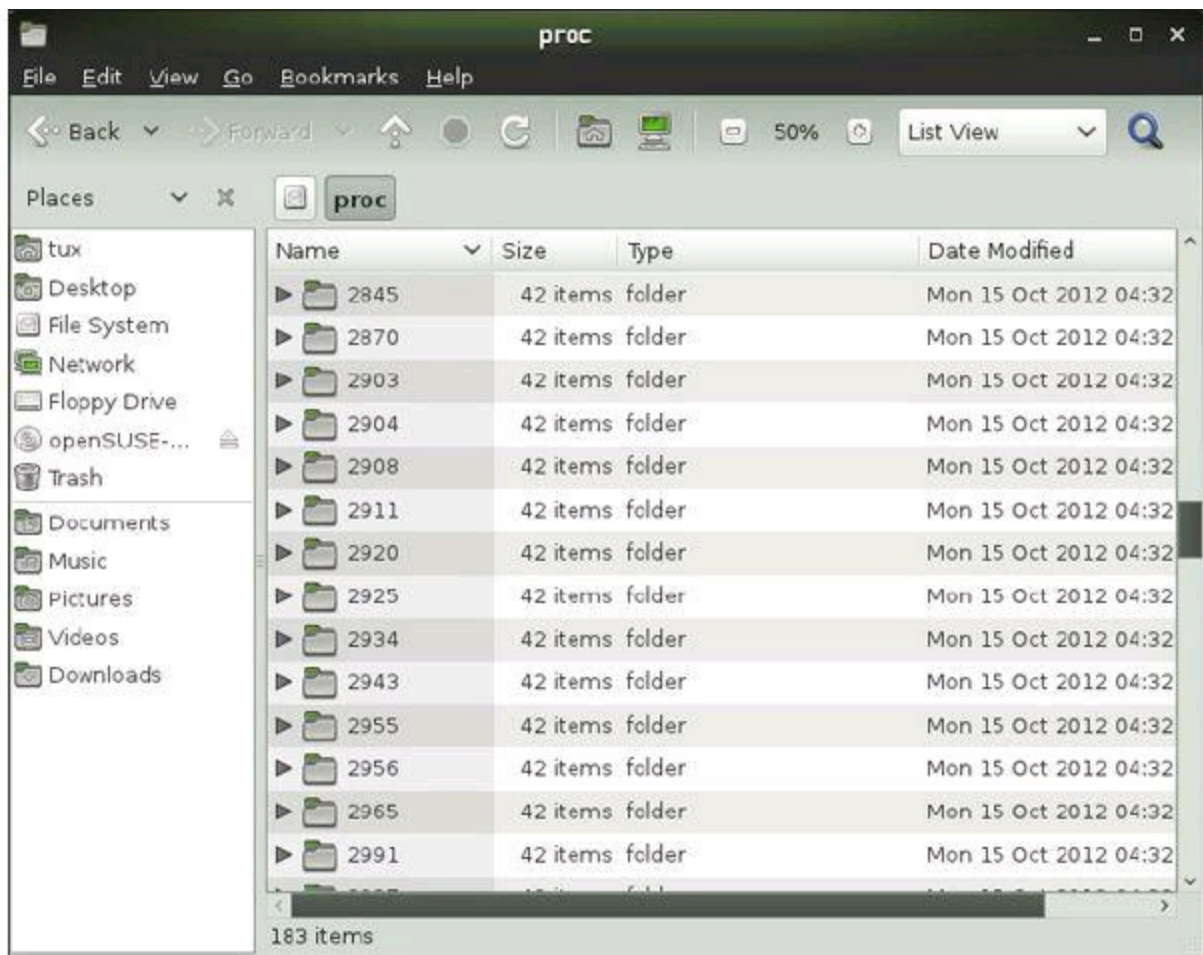 proc
File Edit View Go Bookmarks Help
Back Forward 50% List View
Places proc
tux
Desktop
File System
Network
Floppy Drive
openSUSE-...
Trash
Documents
Music
Pictures
Videos
Downloads
Name Size Type Date Modified
2845 42 items folder Mon 15 Oct 2012 04:32
2870 42 items folder Mon 15 Oct 2012 04:32
2903 42 items folder Mon 15 Oct 2012 04:32
2904 42 items folder Mon 15 Oct 2012 04:32
2908 42 items folder Mon 15 Oct 2012 04:32
2911 42 items folder Mon 15 Oct 2012 04:32
2920 42 items folder Mon 15 Oct 2012 04:32
2925 42 items folder Mon 15 Oct 2012 04:32
2934 42 items folder Mon 15 Oct 2012 04:32
2943 42 items folder Mon 15 Oct 2012 04:32
2955 42 items folder Mon 15 Oct 2012 04:32
2956 42 items folder Mon 15 Oct 2012 04:32
2965 42 items folder Mon 15 Oct 2012 04:32
2991 42 items folder Mon 15 Oct 2012 04:32
183 items